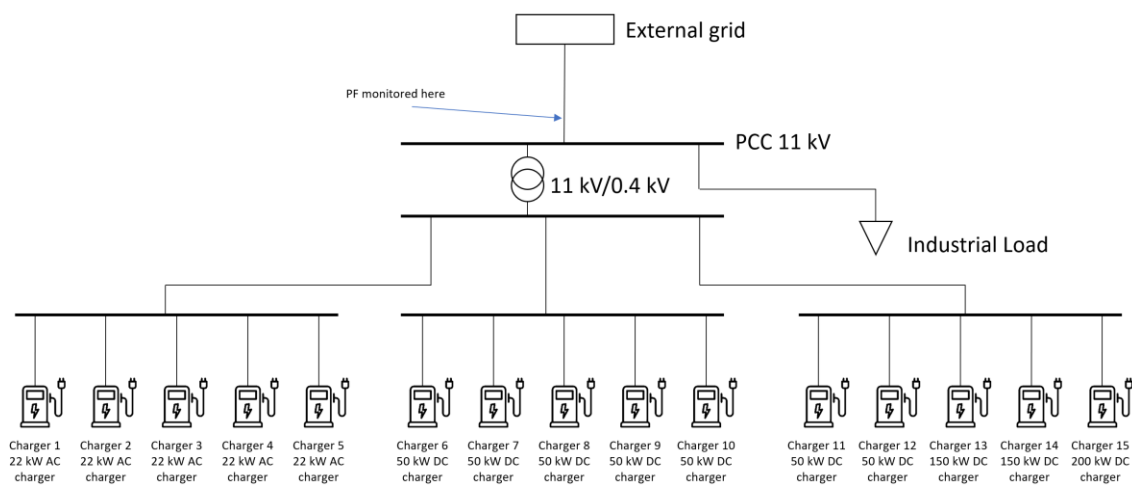 External grid
PF monitored here
PCC 11 kV
11 kV/0.4 kV
Industrial Load
Charger 1
22 kW AC
charger
Charger 2
22 kW AC
charger
Charger 3
22 kW AC
charger
Charger 4
22 kW AC
charger
Charger 5
22 kW AC
charger
Charger 6
50 kW DC
charger
Charger 7
50 kW DC
charger
Charger 8
50 kW DC
charger
Charger 9
50 kW DC
charger
Charger 10
50 kW DC
charger
Charger 11
50 kW DC
charger
Charger 12
50 kW DC
charger
Charger 13
150 kW DC
charger
Charger 14
150 kW DC
charger
Charger 15
200 kW DC
charger